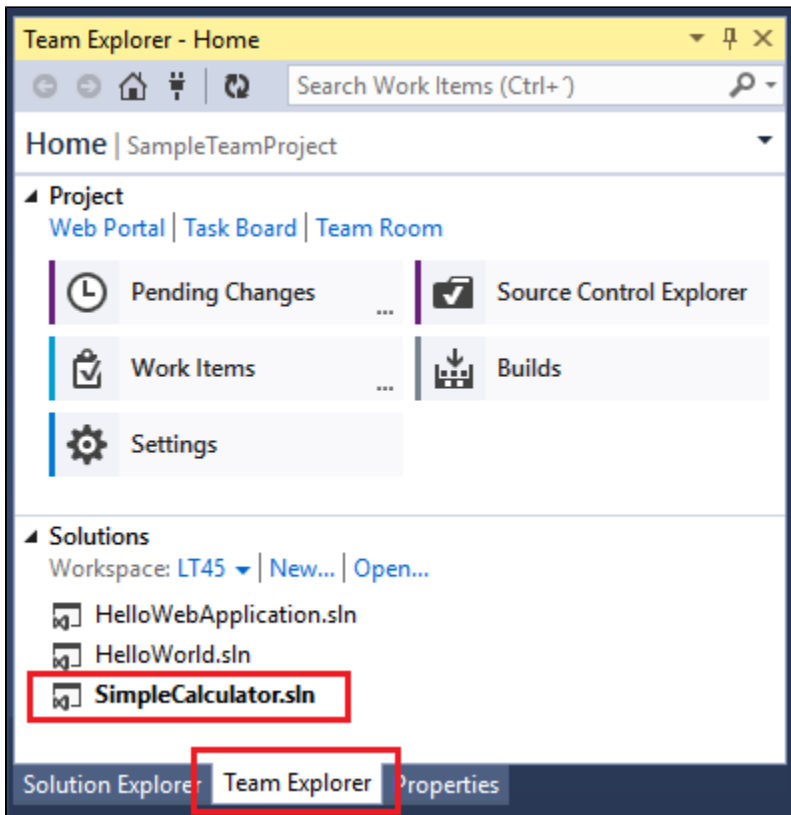 Team Explorer - Home
Search Work Items (Ctrl+´)
Home | SampleTeamProject
Project
Web Portal | Task Board | Team Room
Pending Changes ... Source Control Explorer
Work Items ... Builds
Settings
Solutions
Workspace: LT45 | New... | Open...
HelloWebApplication.sln
HelloWorld.sln
SimpleCalculator.sln
Solution Explorer Team Explorer Properties